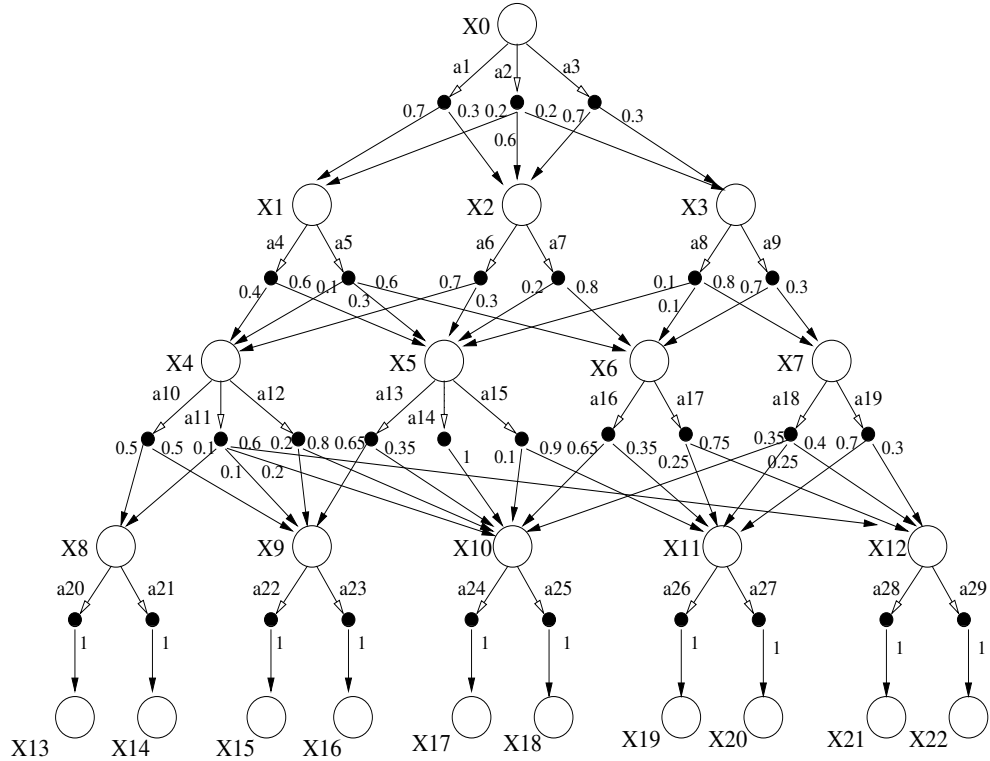 X0
a1 a2 a3
0.7 0.3 0.2 0.2 0.7 0.3
0.6
X1 X2 X3
a4 a5 a6 a7 a8 a9
0.4 0.6 0.1 0.3 0.6 0.7 0.3 0.2 0.8 0.1 0.1 0.8 0.7 0.3
X4 X5 X6 X7
a10 a11 a12 a13 a14 a15 a16 a17 a18 a19
0.5 0.5 0.1 0.6 0.2 0.8 0.65 0.35 1 0.1 0.9 0.65 0.35 0.75 0.35 0.4 0.7 0.3
0.1 0.2 0.25 0.25
X8 X9 X10 X11 X12
a20 a21 a22 a23 a24 a25 a26 a27 a28 a29
1 1 1 1 1 1 1 1 1 1
X13 X14 X15 X16 X17 X18 X19 X20 X21 X22